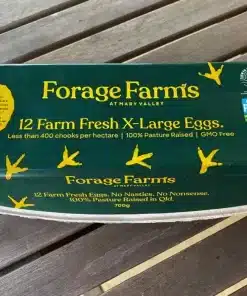 Forage Farms
AT MARY VALLEY
12 Farm Fresh X-Large Eggs.
Less than 400 chooks per hectare | 100% Pasture Raised | GMO Free
Forage Farms
AT MARY VALLEY
12 Farm Fresh Eggs. No Nasties. No Nonsense.
100% Pasture Raised in Qld.
700g